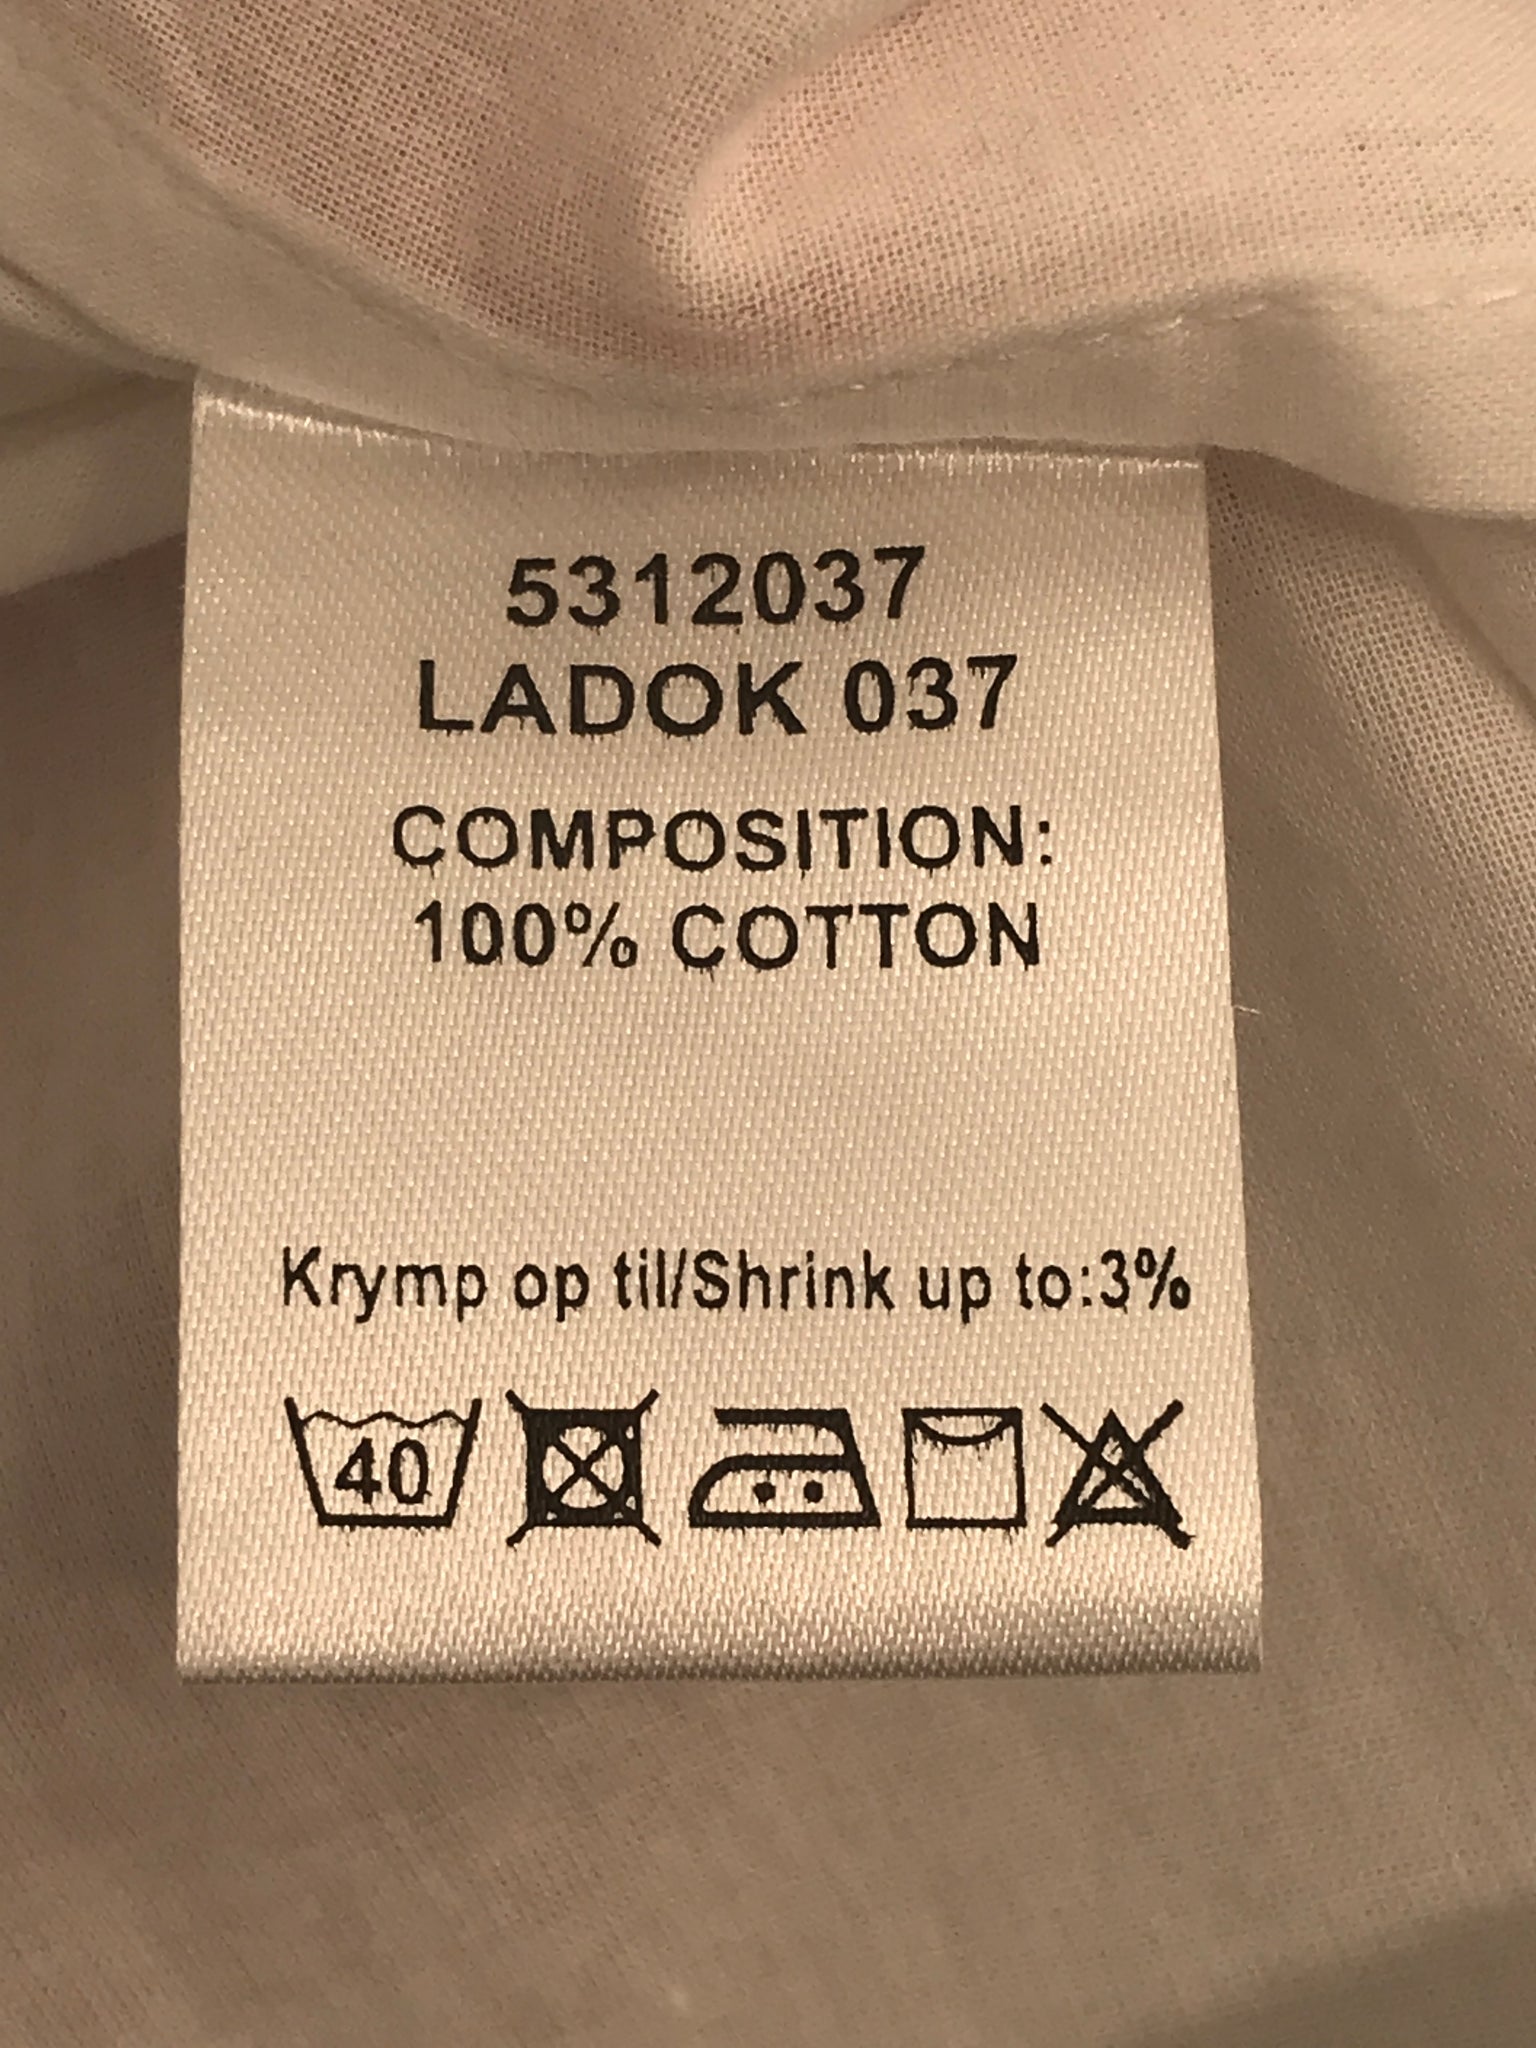 5312037
LADOK 037
COMPOSITION:
100% COTTON
Krymp op til/Shrink up to:3%
40